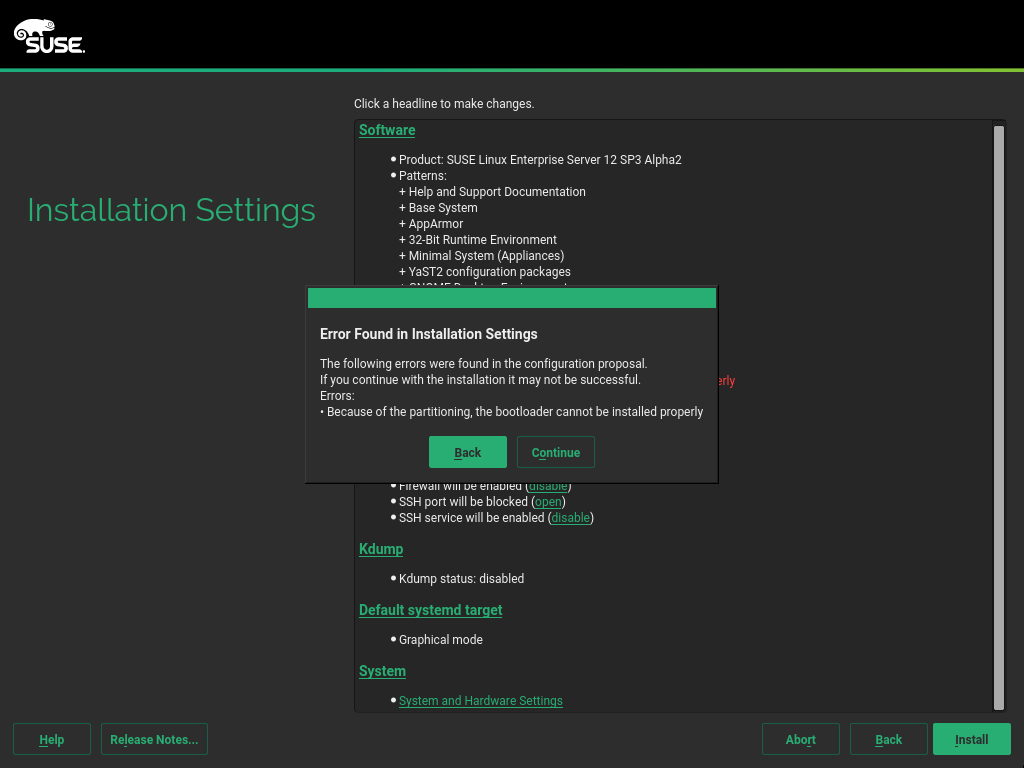 SUSE
Click a headline to make changes.
Installation Settings
Software
Product: SUSE Linux Enterprise Server 12 SP3 Alpha2
Patterns:
+ Help and Support Documentation
+ Base System
+ AppArmor
+ 32-Bit Runtime Environment
+ Minimal System (Appliances)
+ YaST2 configuration packages
Error Found in Installation Settings
The following errors were found in the configuration proposal.
If you continue with the installation it may not be successful.
Errors:
• Because of the partitioning, the bootloader cannot be installed properly
Back
Continue
Firewall will be enabled (disable)
SSH port will be blocked (open)
SSH service will be enabled (disable)
Kdump
Kdump status: disabled
Default systemd target
Graphical mode
System
System and Hardware Settings
Help
Release Notes...
Abort
Back
Install